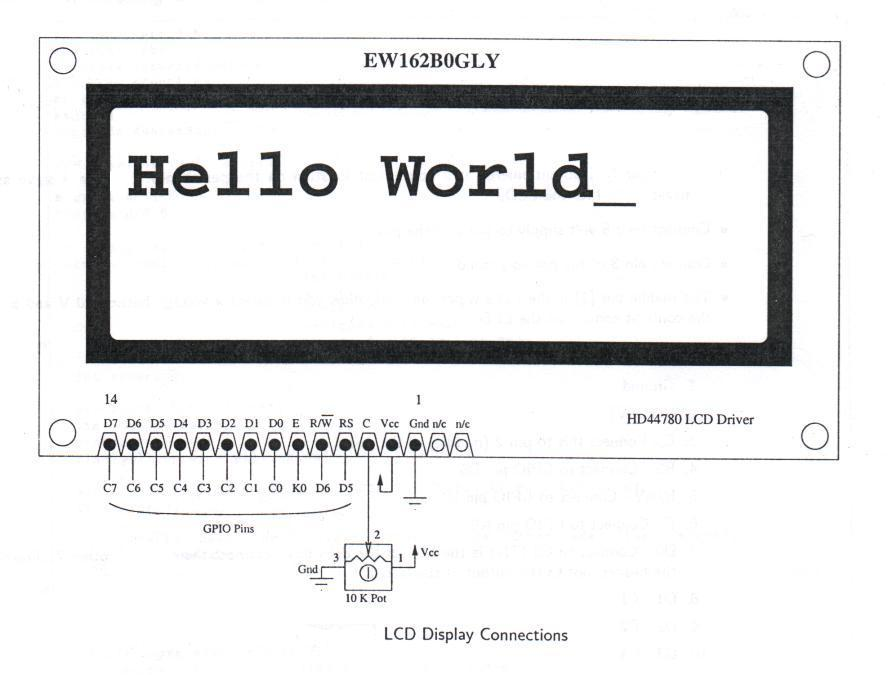 EW162B0GLY
Hello World_
14 1
D7 D6 D5 D4 D3 D2 D1 D0 E R/W̅ RS C Vcc Gnd n/c n/c
HD44780 LCD Driver
C7 C6 C5 C4 C3 C2 C1 C0 K0 D6 D5
GPIO Pins
2
3 1 Vcc
Gnd
10 K Pot
LCD Display Connections